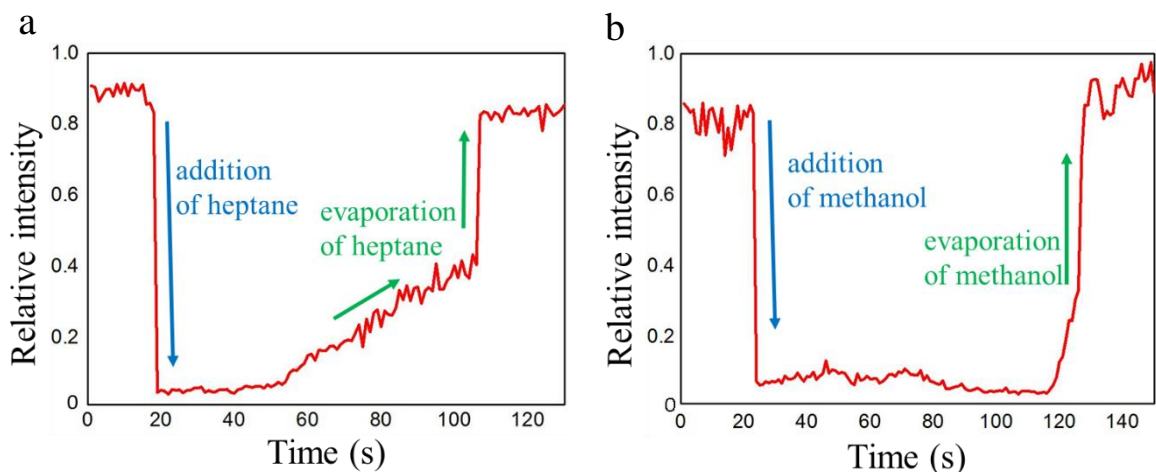 a
Relative intensity
1.0
0.8
0.6
0.4
0.2
0
addition
of heptane
evaporation
of heptane
0 20 40 60 80 100 120
Time (s)
b
Relative intensity
1.0
0.8
0.6
0.4
0.2
0
addition
of methanol
evaporation
of methanol
0 20 40 60 80 100 120 140
Time (s)